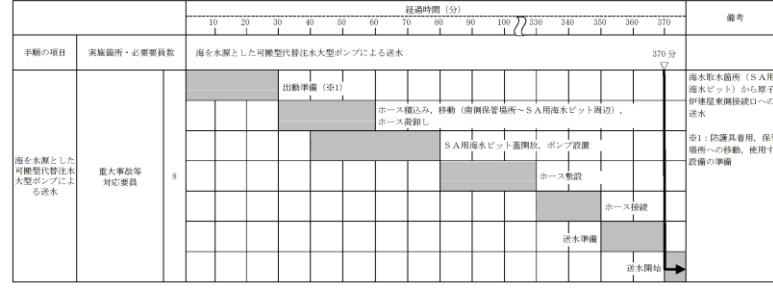 経過時間（分）
備考
10 20 30 40 50 60 70 80 90 100 330 340 350 360 370
手順の項目
実施箇所・必要要員数
海を水源とした可搬型代替注水大型ポンプによる送水
370分
出動準備（※1）
ホース積込み，移動（南側保管場所～ＳＡ用海水ピット周辺），
ホース荷卸し
ＳＡ用海水ピット蓋開放，ポンプ設置
ホース敷設
ホース接続
送水準備
送水開始
海を水源とした
可搬型代替注水
大型ポンプによ
る送水
重大事故等
対応要員
8
海水取水箇所（ＳＡ用
海水ピット）から原子
炉建屋東側接続口への
送水
※1：防護具着用，保管
場所への移動，使用す
設備の準備